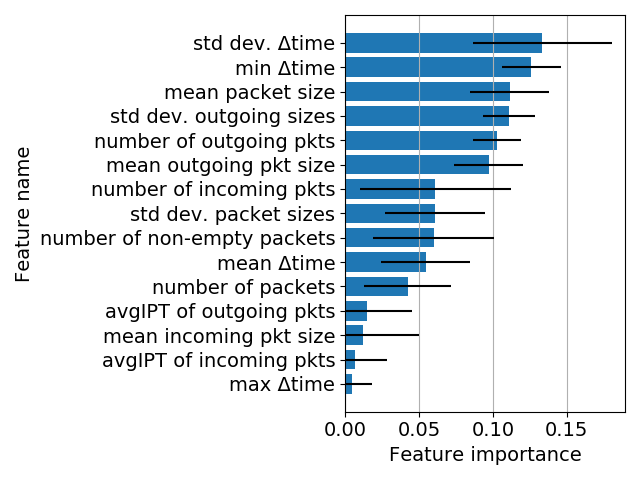 Feature name
std dev. Δtime
min Δtime
mean packet size
std dev. outgoing sizes
number of outgoing pkts
mean outgoing pkt size
number of incoming pkts
std dev. packet sizes
number of non-empty packets
mean Δtime
number of packets
avgIPT of outgoing pkts
mean incoming pkt size
avgIPT of incoming pkts
max Δtime
0.00 0.05 0.10 0.15
Feature importance